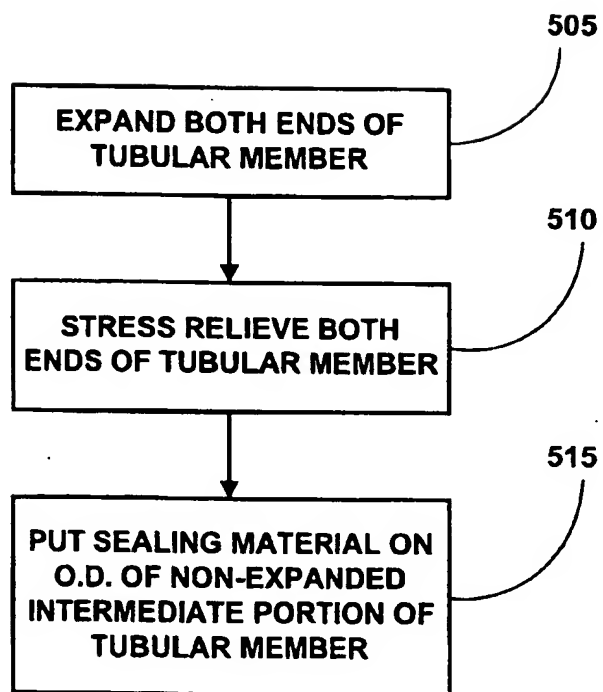 505
EXPAND BOTH ENDS OF
TUBULAR MEMBER
510
STRESS RELIEVE BOTH
ENDS OF TUBULAR MEMBER
515
PUT SEALING MATERIAL ON
O.D. OF NON-EXPANDED
INTERMEDIATE PORTION OF
TUBULAR MEMBER